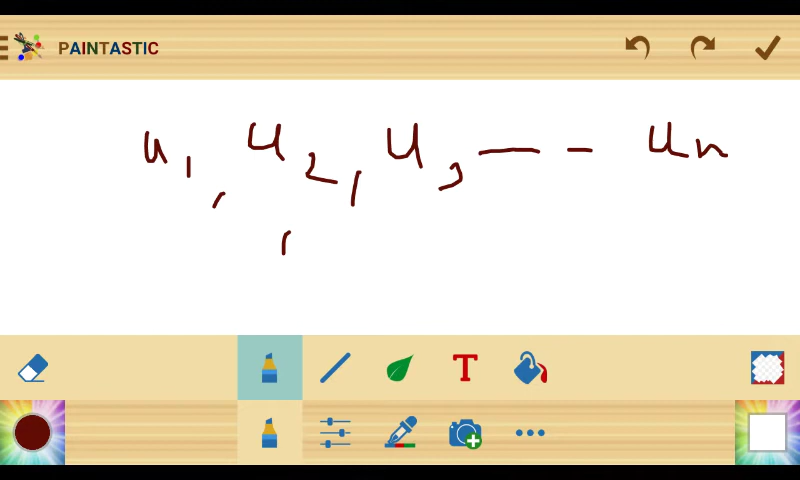 PAINTASTIC
u1, u2, u3 — - un
,
T